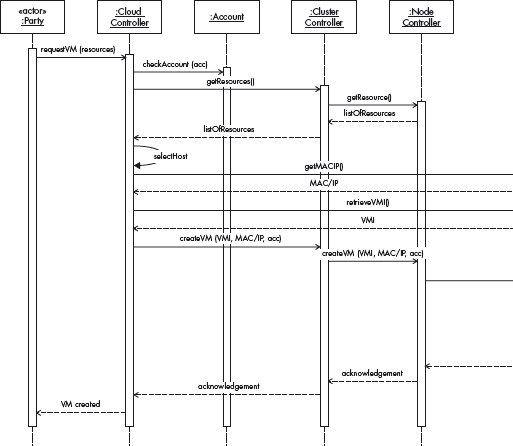 «actor»
:Party
:Cloud
Controller
:Account
:Cluster
Controller
:Node
Controller
requestVM (resources)
checkAccount (acc)
getResources()
getResource()
listOfResources
listOfResources
selectHost
getMACIP()
MAC/IP
retrieveVMI()
VMI
createVM (VMI, MAC/IP, acc)
createVM (VMI, MAC/IP, acc)
acknowledgement
acknowledgement
VM created